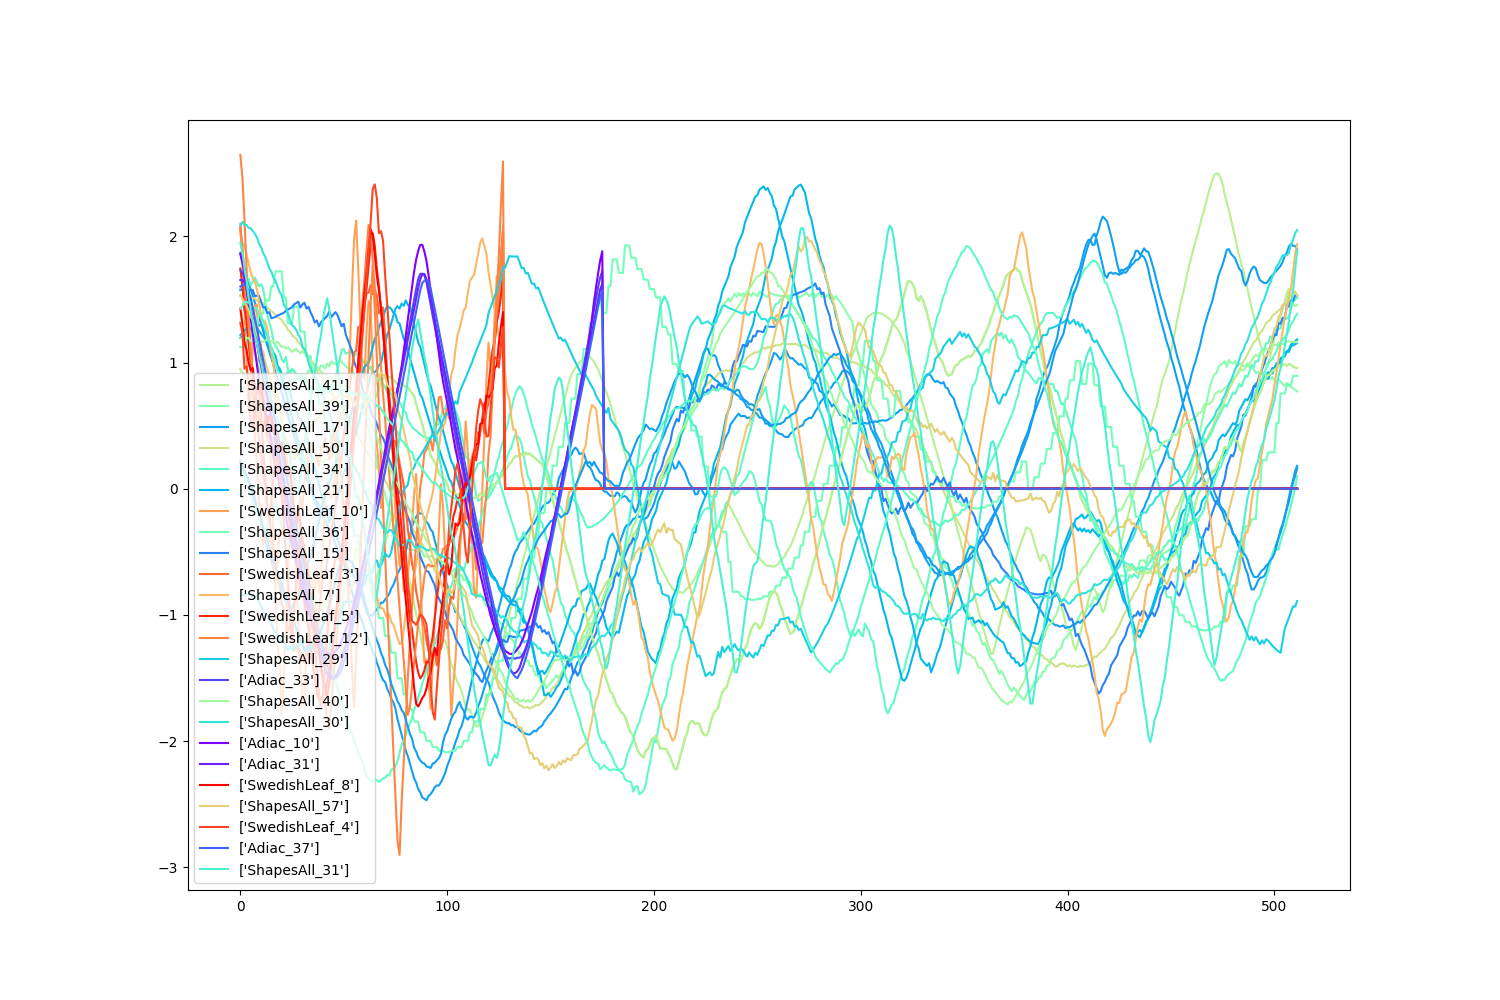 2
1
0
−1
−2
−3
['ShapesAll_41']
['ShapesAll_39']
['ShapesAll_17']
['ShapesAll_50']
['ShapesAll_34']
['ShapesAll_21']
['SwedishLeaf_10']
['ShapesAll_36']
['ShapesAll_15']
['SwedishLeaf_3']
['ShapesAll_7']
['SwedishLeaf_5']
['SwedishLeaf_12']
['ShapesAll_29']
['Adiac_33']
['ShapesAll_40']
['ShapesAll_30']
['Adiac_10']
['Adiac_31']
['SwedishLeaf_8']
['ShapesAll_57']
['SwedishLeaf_4']
['Adiac_37']
['ShapesAll_31']
0 100 200 300 400 500